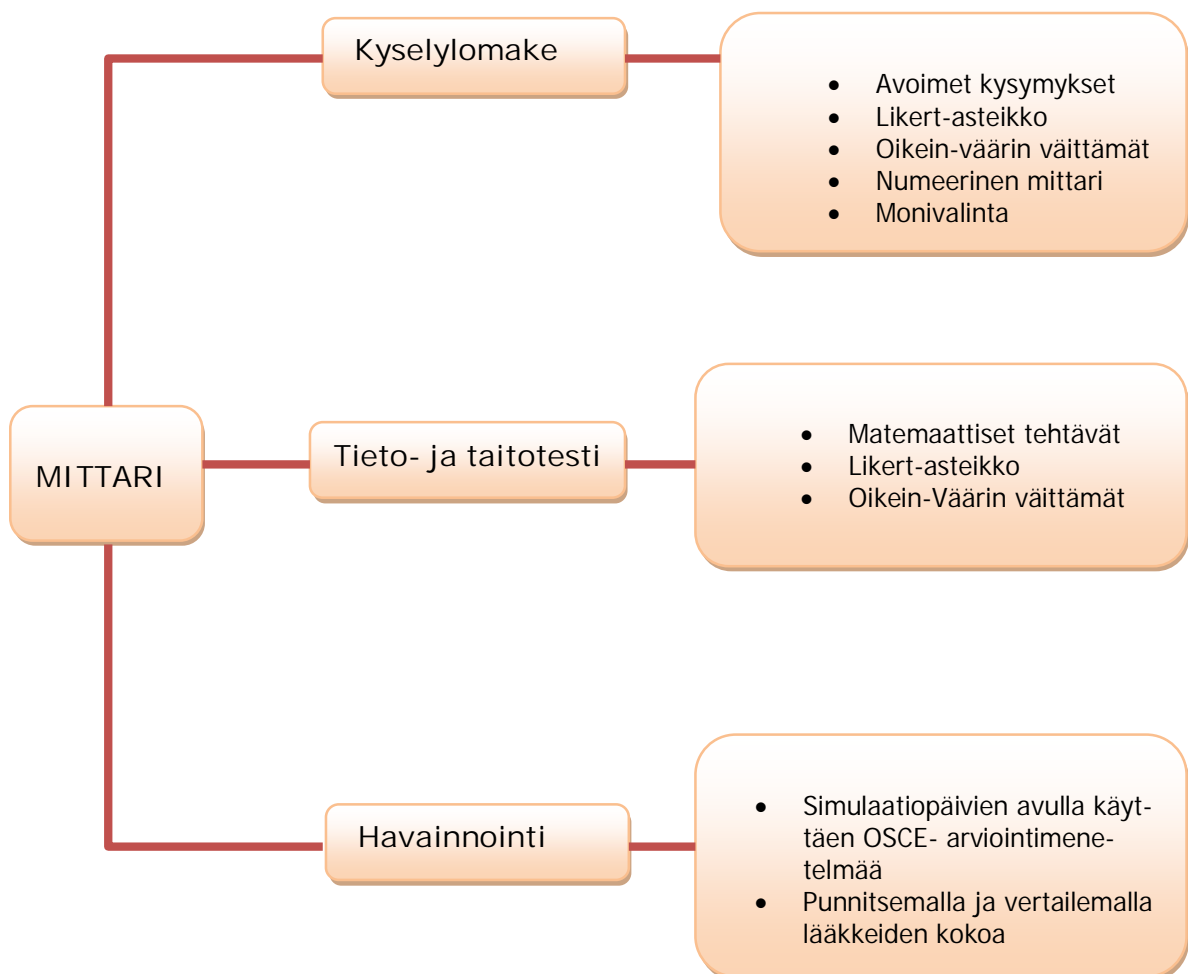 Kyselylomake
• Avoimet kysymykset
• Likert-asteikko
• Oikein-väärin väittämät
• Numeerinen mittari
• Monivalinta
MITTARI
Tieto- ja taitotesti
• Matemaattiset tehtävät
• Likert-asteikko
• Oikein-Väärin väittämät
Havainnointi
• Simulaatiopäivien avulla käyt-
täen OSCE- arviointimene-
telmää
• Punnitsemalla ja vertailemalla
lääkkeiden kokoa